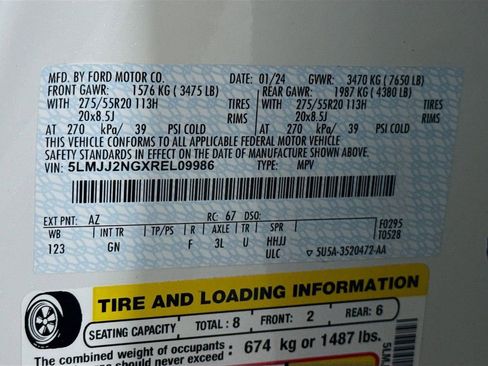 MFD. BY FORD MOTOR CO. DATE: 01/24 GVWR: 3470 KG (7650 LB)
FRONT GAWR: 1576 KG (3475 LB) REAR GAWR: 1987 KG (4380 LB)
WITH 275/55R20 113H TIRES WITH 275/55R20 113H TIRES
20x8.5J RIMS 20x8.5J RIMS
AT 270 kPa/ 39 PSI COLD AT 270 kPa/ 39 PSI COLD
THIS VEHICLE CONFORMS TO ALL APPLICABLE FEDERAL MOTOR VEHICLE
SAFETY STANDARDS IN EFFECT ON THE DATE OF MANUFACTURE SHOWN ABOVE.
VIN: 5LMJJ2NGXREL09986 TYPE: MPV
EXT PNT: AZ RC: 67 DSO:
WB INT TR TP/PS R AXLE TR SPR
123 GN F 3L U HHJJ
ULC
F0295
T0528
5U5A-3520472-AA
TIRE AND LOADING INFORMATION
SEATING CAPACITY TOTAL: 8 FRONT: 2 REAR: 6
The combined weight of occupants
should never exceed: 674 kg or 1487 lbs.